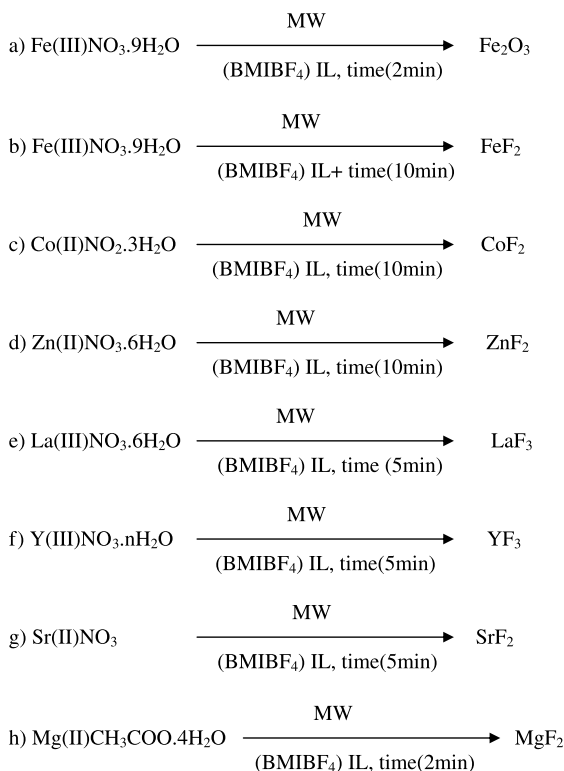 MW
a) Fe(III)NO₃.9H₂O Fe₂O₃
(BMIBF₄) IL, time(2min)
MW
b) Fe(III)NO₃.9H₂O FeF₂
(BMIBF₄) IL+ time(10min)
MW
c) Co(II)NO₂.3H₂O CoF₂
(BMIBF₄) IL, time(10min)
MW
d) Zn(II)NO₃.6H₂O ZnF₂
(BMIBF₄) IL, time(10min)
MW
e) La(III)NO₃.6H₂O LaF₃
(BMIBF₄) IL, time (5min)
MW
f) Y(III)NO₃.nH₂O YF₃
(BMIBF₄) IL, time(5min)
MW
g) Sr(II)NO₃ SrF₂
(BMIBF₄) IL, time(5min)
MW
h) Mg(II)CH₃COO.4H₂O MgF₂
(BMIBF₄) IL, time(2min)